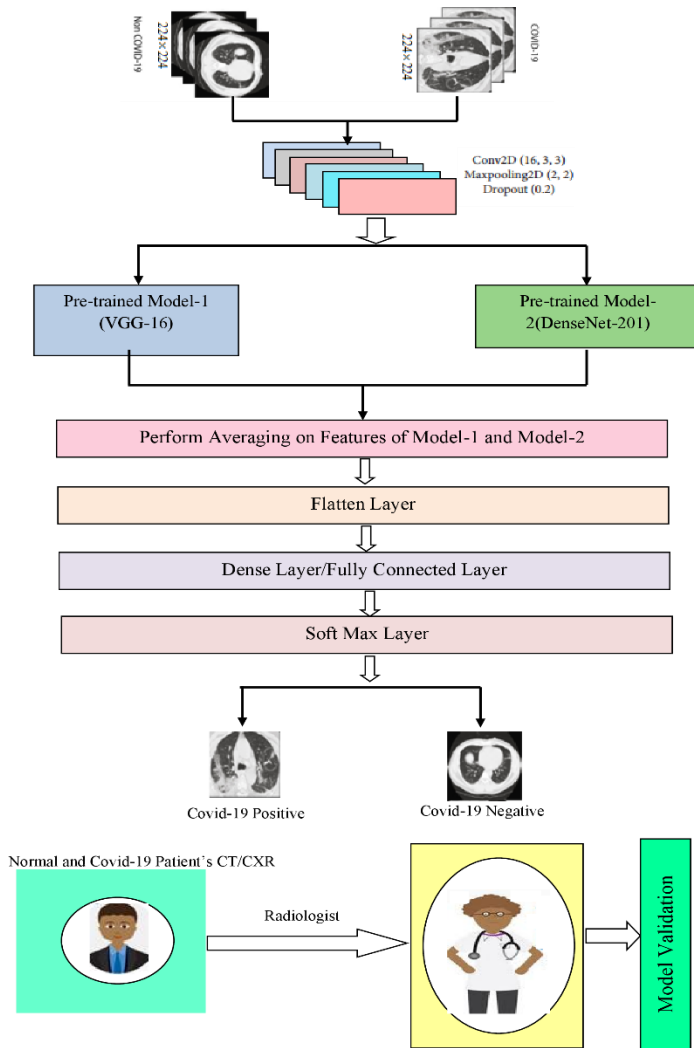 Non COVID-19
224×224
224×224
COVID-19
Conv2D (16, 3, 3)
Maxpooling2D (2, 2)
Dropout (0.2)
Pre-trained Model-1
(VGG-16)
Pre-trained Model-
2(DenseNet-201)
Perform Averaging on Features of Model-1 and Model-2
Flatten Layer
Dense Layer/Fully Connected Layer
Soft Max Layer
Covid-19 Positive
Covid-19 Negative
Normal and Covid-19 Patient's CT/CXR
Radiologist
Model Validation